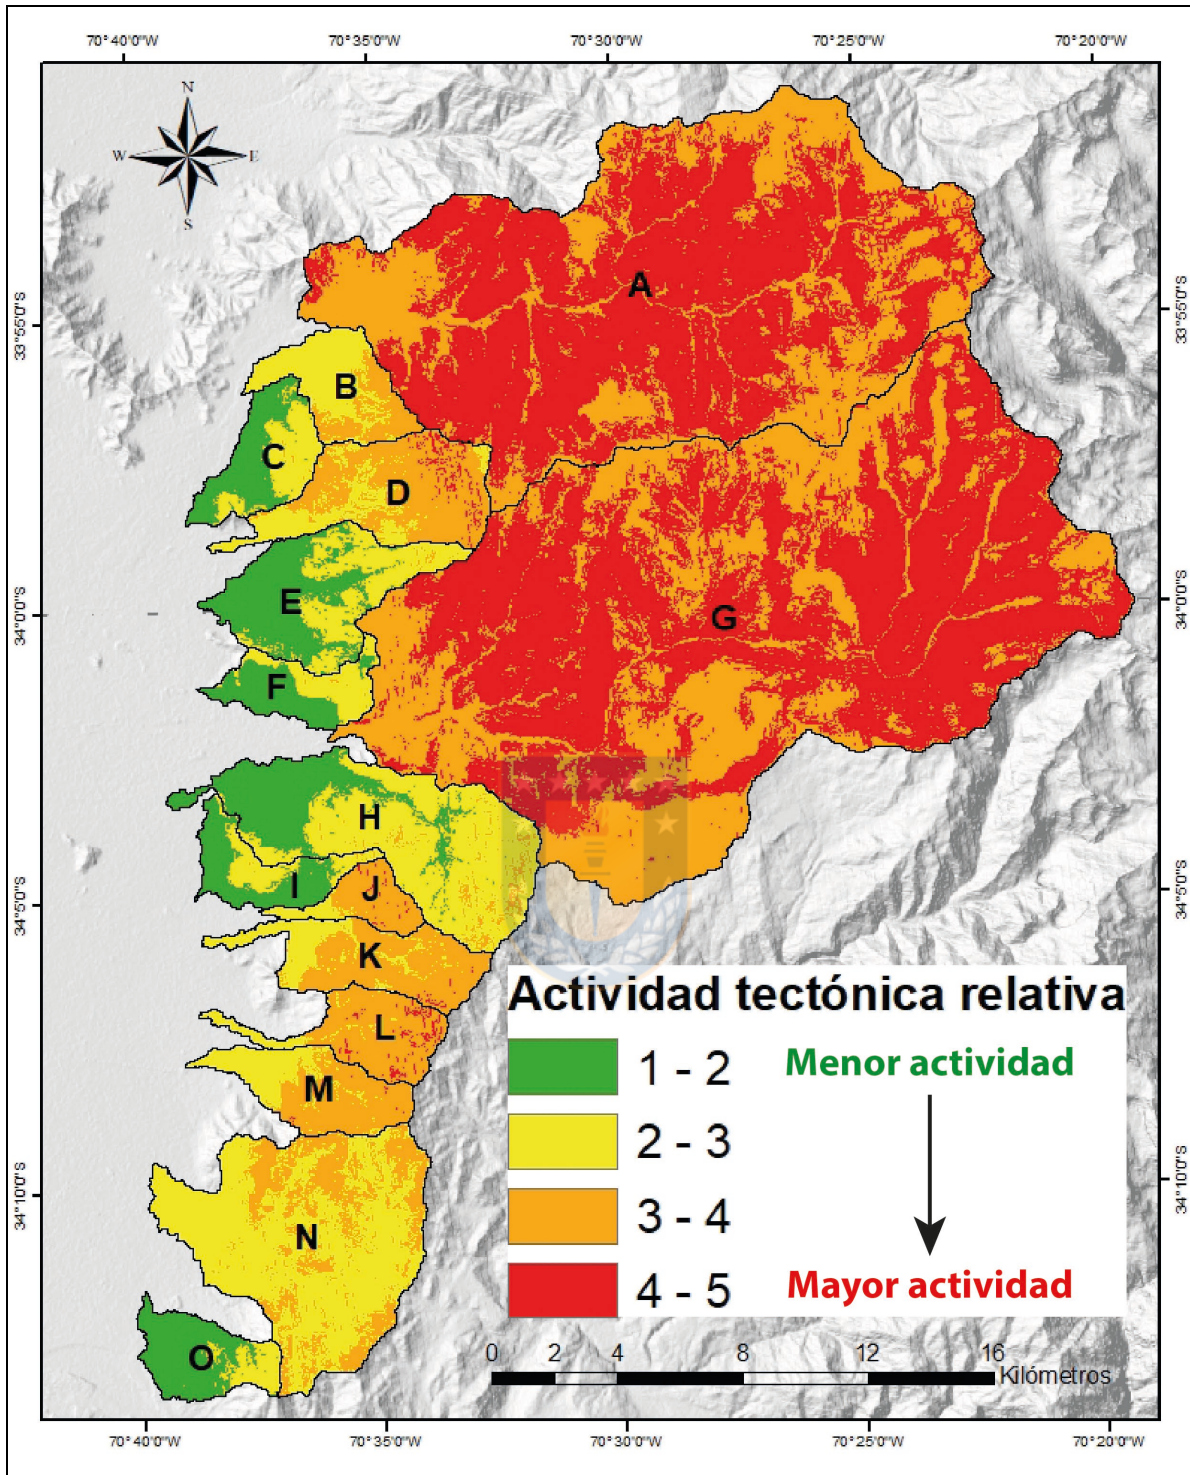 70°40'0"W 70°35'0"W 70°30'0"W 70°25'0"W 70°20'0"W
N
W E
S
33°55'0"S 33°55'0"S
A
B
C
D
34°0'0"S 34°0'0"S
E
G
F
H
I
J
34°5'0"S 34°5'0"S
K
L
M
N
O
34°10'0"S 34°10'0"S
Actividad tectónica relativa
1 - 2 Menor actividad
2 - 3
3 - 4
4 - 5 Mayor actividad
0 2 4 8 12 16
Kilómetros
70°40'0"W 70°35'0"W 70°30'0"W 70°25'0"W 70°20'0"W